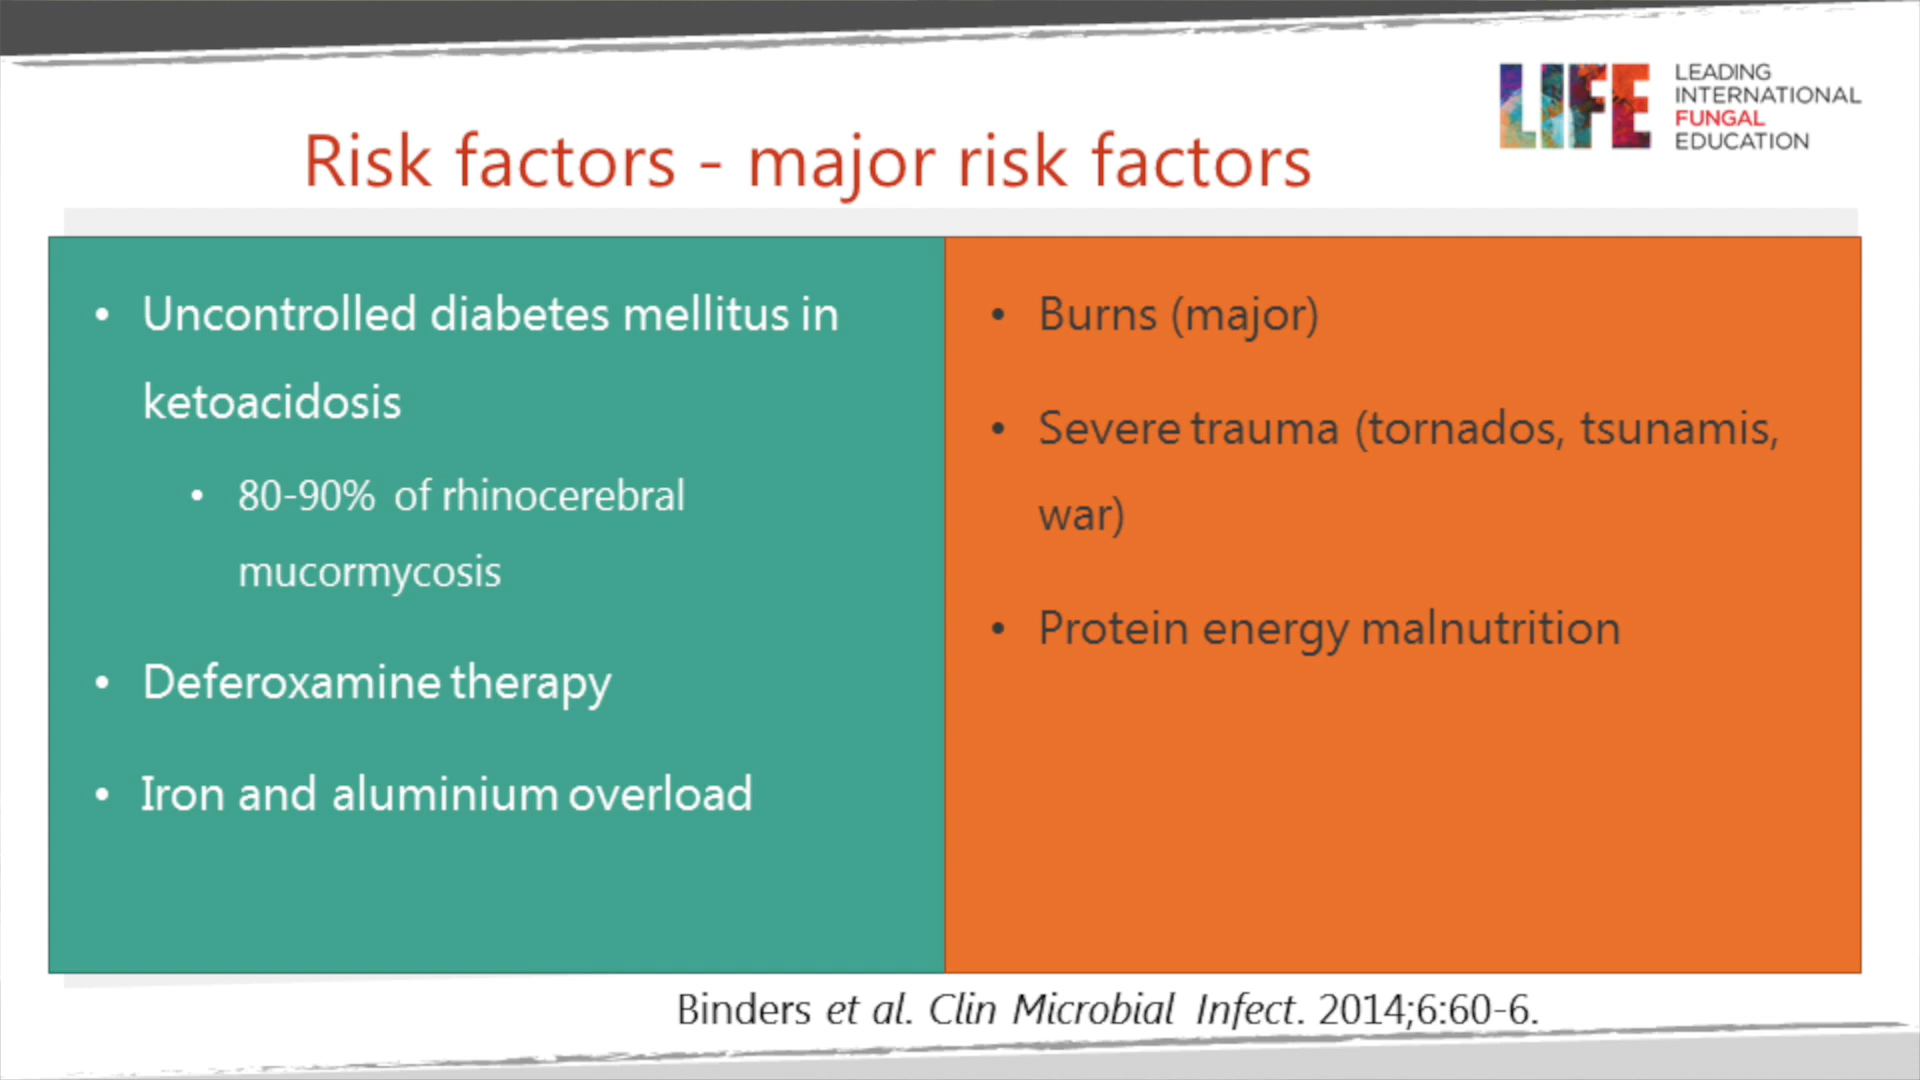 LIFE
LEADING
INTERNATIONAL
FUNGAL
EDUCATION
Risk factors - major risk factors
• Uncontrolled diabetes mellitus in
ketoacidosis
• 80-90% of rhinocerebral
mucormycosis
• Deferoxamine therapy
• Iron and aluminium overload
• Burns (major)
• Severe trauma (tornados, tsunamis,
war)
• Protein energy malnutrition
Binders et al. Clin Microbial Infect. 2014;6:60-6.